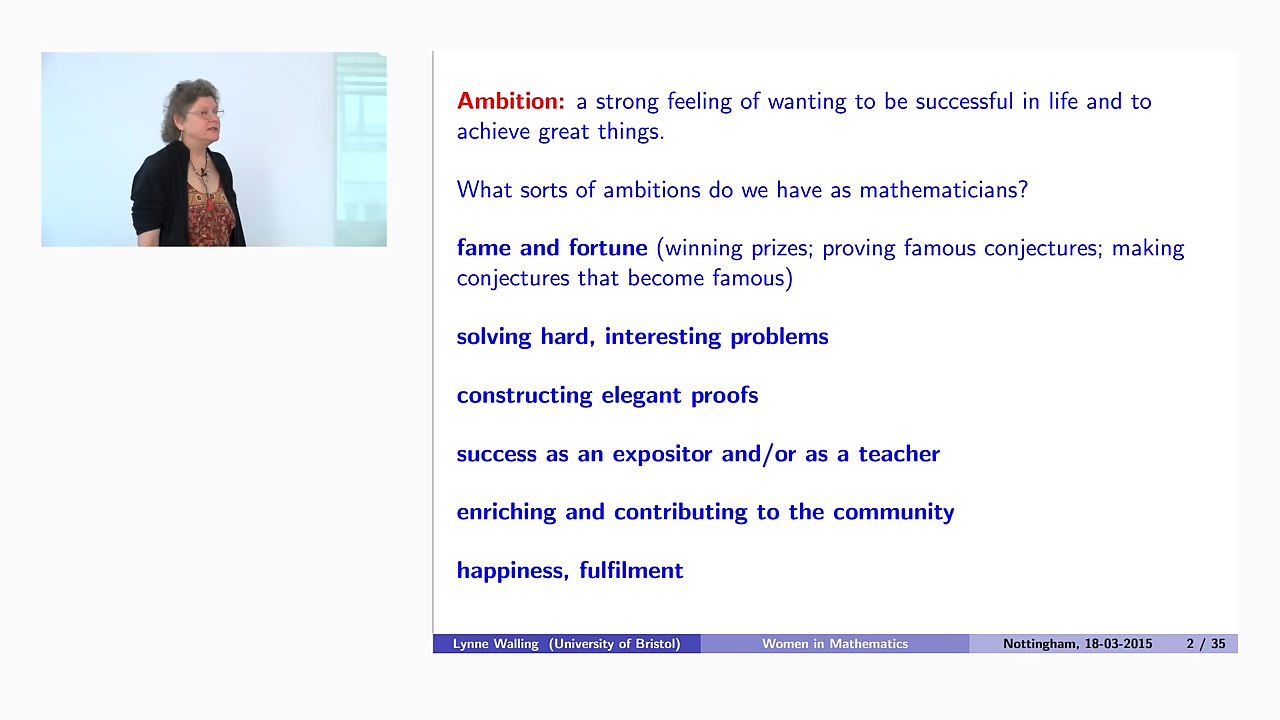 Ambition: a strong feeling of wanting to be successful in life and to
achieve great things.
What sorts of ambitions do we have as mathematicians?
fame and fortune (winning prizes; proving famous conjectures; making
conjectures that become famous)
solving hard, interesting problems
constructing elegant proofs
success as an expositor and/or as a teacher
enriching and contributing to the community
happiness, fulfilment
Lynne Walling (University of Bristol) Women in Mathematics Nottingham, 18-03-2015 2 / 35